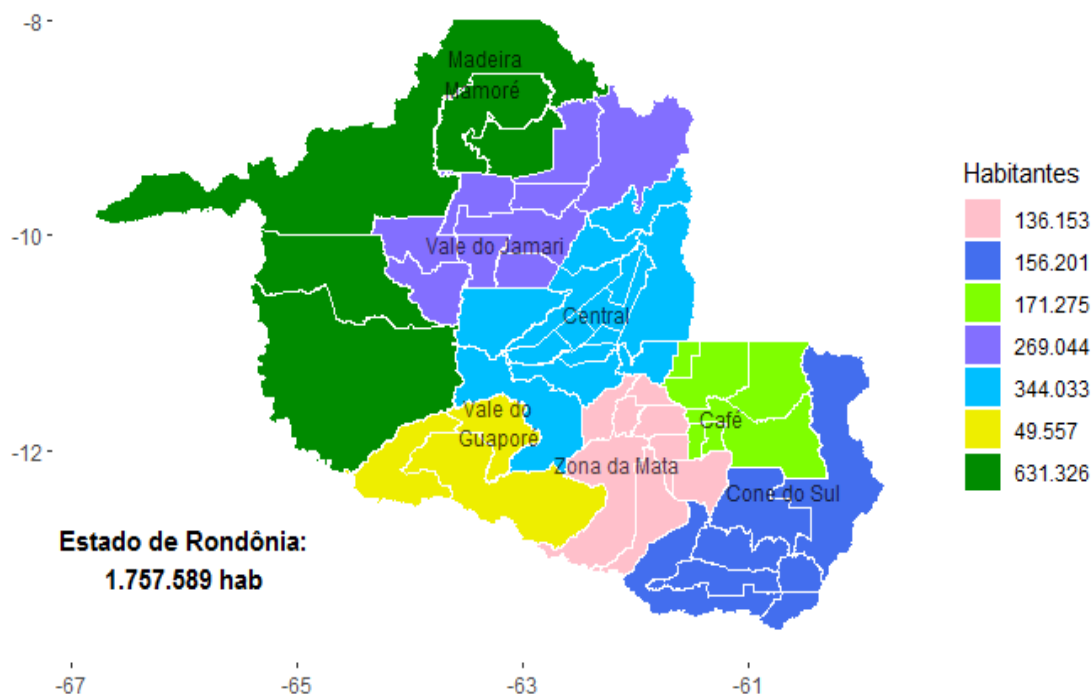 -8
-10
-12
-67
-65
-63
-61
Madeira
Mamoré
Vale do Jamari
Central
Vale do
Guaporé
Café
Zona da Mata
Cone do Sul
Estado de Rondônia:
1.757.589 hab
Habitantes
136.153
156.201
171.275
269.044
344.033
49.557
631.326